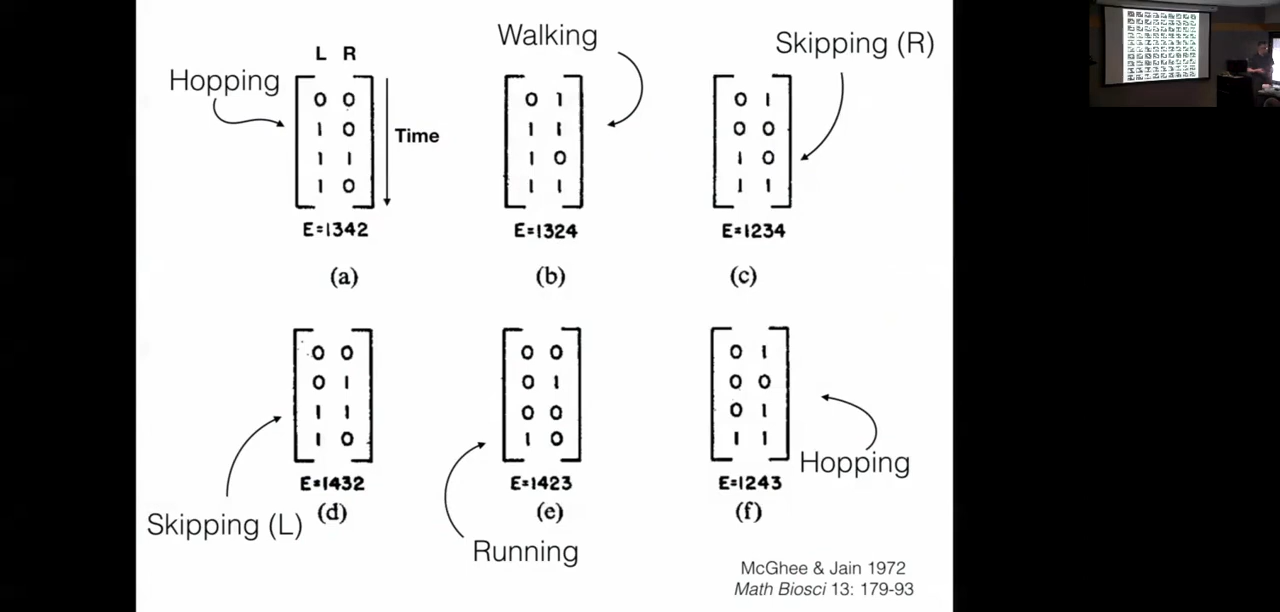 Hopping
L R
0 0
1 0
1 1
1 0
Time
E=1342
(a)
Walking
0 1
1 1
1 0
1 1
E=1324
(b)
Skipping (R)
0 1
0 0
1 0
1 1
E=1234
(c)
0 0
0 1
1 1
1 0
E=1432
(d)
Skipping (L)
0 0
0 1
0 0
1 0
E=1423
(e)
Running
0 1
0 0
0 1
1 1
E=1243
(f)
Hopping
McGhee & Jain 1972
Math Biosci 13: 179-93